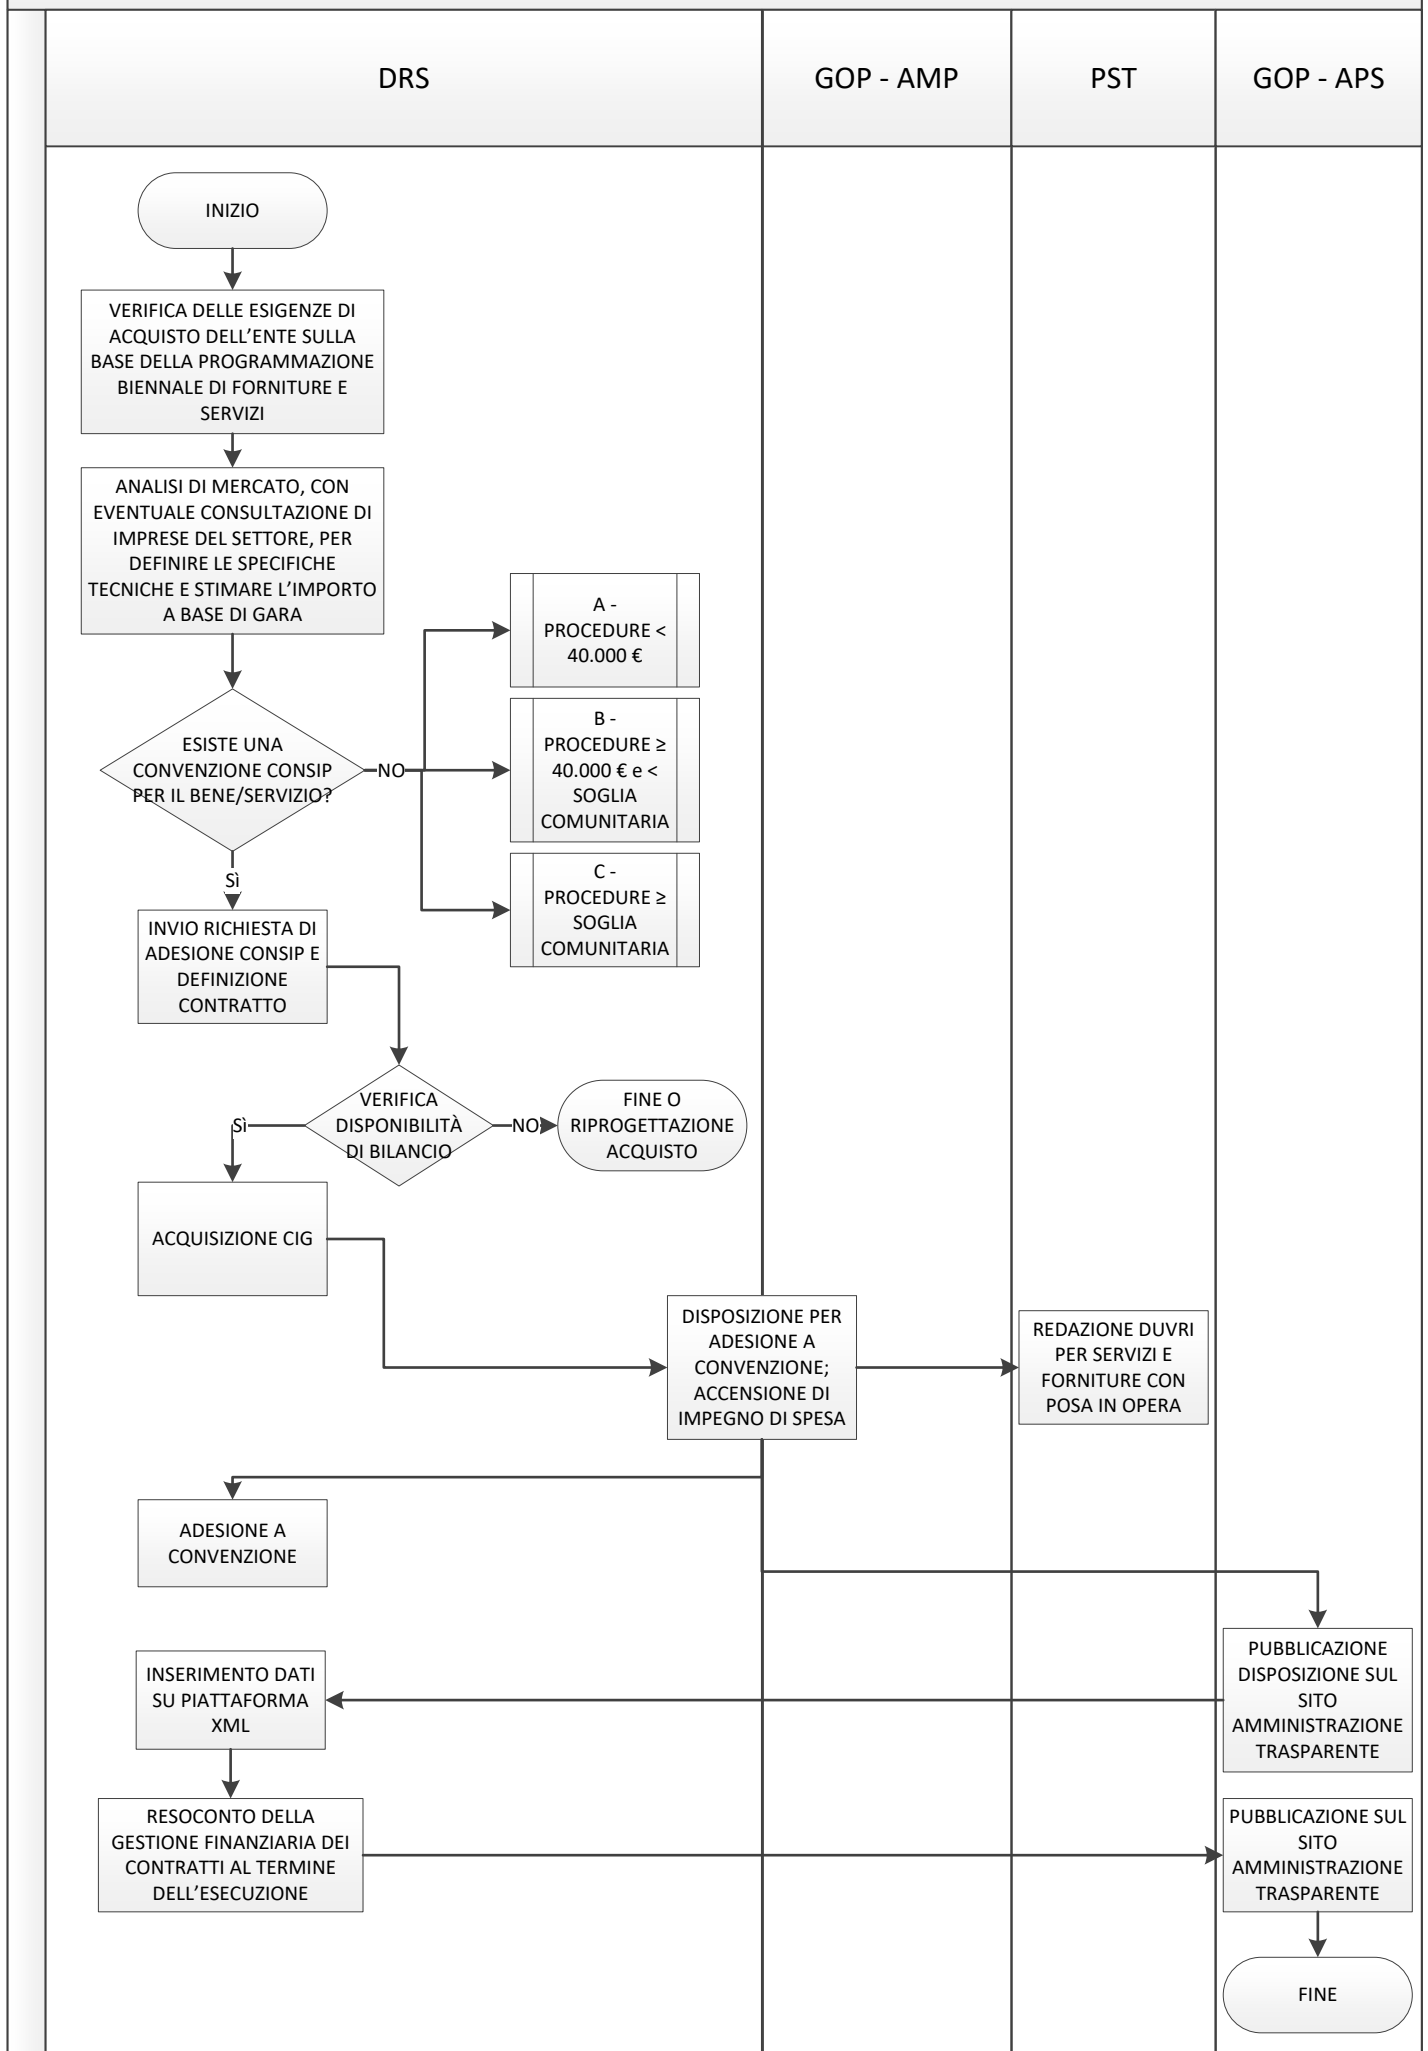 DRS
GOP - AMP
PST
GOP - APS
INIZIO
VERIFICA DELLE ESIGENZE DI
ACQUISTO DELL’ENTE SULLA
BASE DELLA PROGRAMMAZIONE
BIENNALE DI FORNITURE E
SERVIZI
ANALISI DI MERCATO, CON
EVENTUALE CONSULTAZIONE DI
IMPRESE DEL SETTORE, PER
DEFINIRE LE SPECIFICHE
TECNICHE E STIMARE L’IMPORTO
A BASE DI GARA
A -
PROCEDURE <
40.000 €
ESISTE UNA
CONVENZIONE CONSIP
PER IL BENE/SERVIZIO?
NO
B -
PROCEDURE ≥
40.000 € e <
SOGLIA
COMUNITARIA
C -
PROCEDURE ≥
SOGLIA
COMUNITARIA
Sì
INVIO RICHIESTA DI
ADESIONE CONSIP E
DEFINIZIONE
CONTRATTO
VERIFICA
DISPONIBILITÀ
DI BILANCIO
Sì
NO
FINE O
RIPROGETTAZIONE
ACQUISTO
ACQUISIZIONE CIG
DISPOSIZIONE PER
ADESIONE A
CONVENZIONE;
ACCENSIONE DI
IMPEGNO DI SPESA
REDAZIONE DUVRI
PER SERVIZI E
FORNITURE CON
POSA IN OPERA
ADESIONE A
CONVENZIONE
PUBBLICAZIONE
DISPOSIZIONE SUL
SITO
AMMINISTRAZIONE
TRASPARENTE
INSERIMENTO DATI
SU PIATTAFORMA
XML
RESOCONTO DELLA
GESTIONE FINANZIARIA DEI
CONTRATTI AL TERMINE
DELL’ESECUZIONE
PUBBLICAZIONE SUL
SITO
AMMINISTRAZIONE
TRASPARENTE
FINE